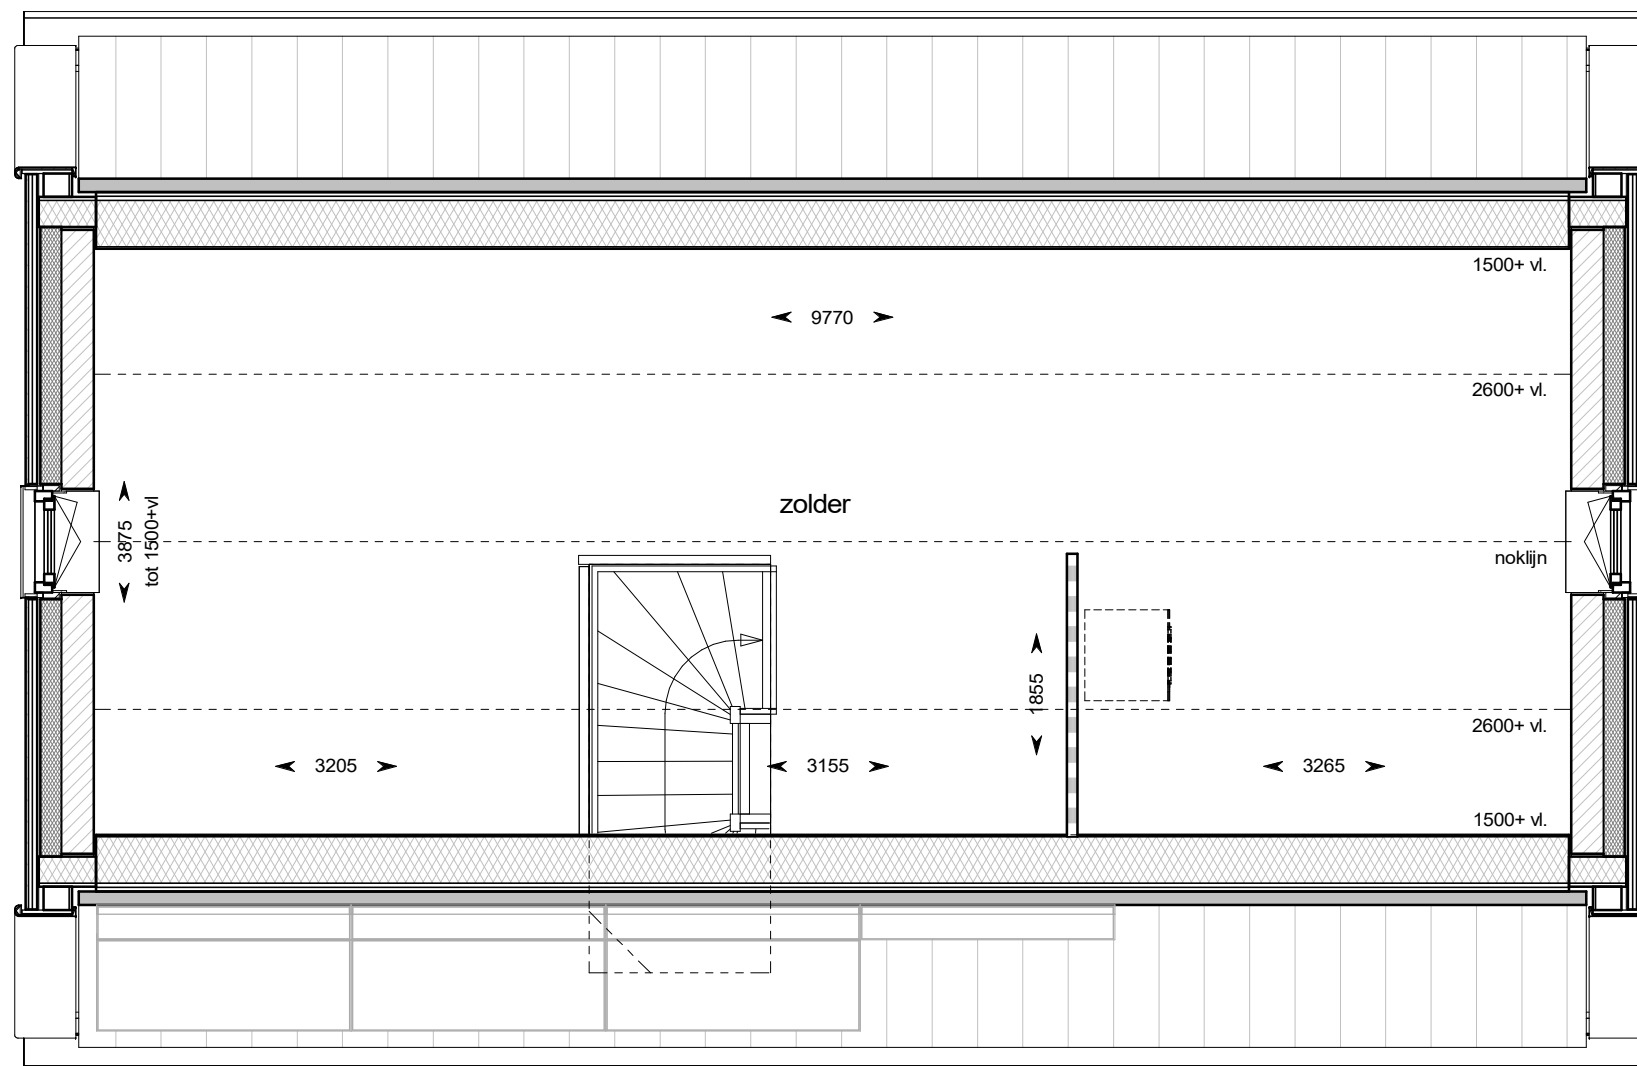 1500+ vl.
9770
2600+ vl.
zolder
3875
tot 1500+vl
noklijn
1855
2600+ vl.
3205
3155
3265
1500+ vl.